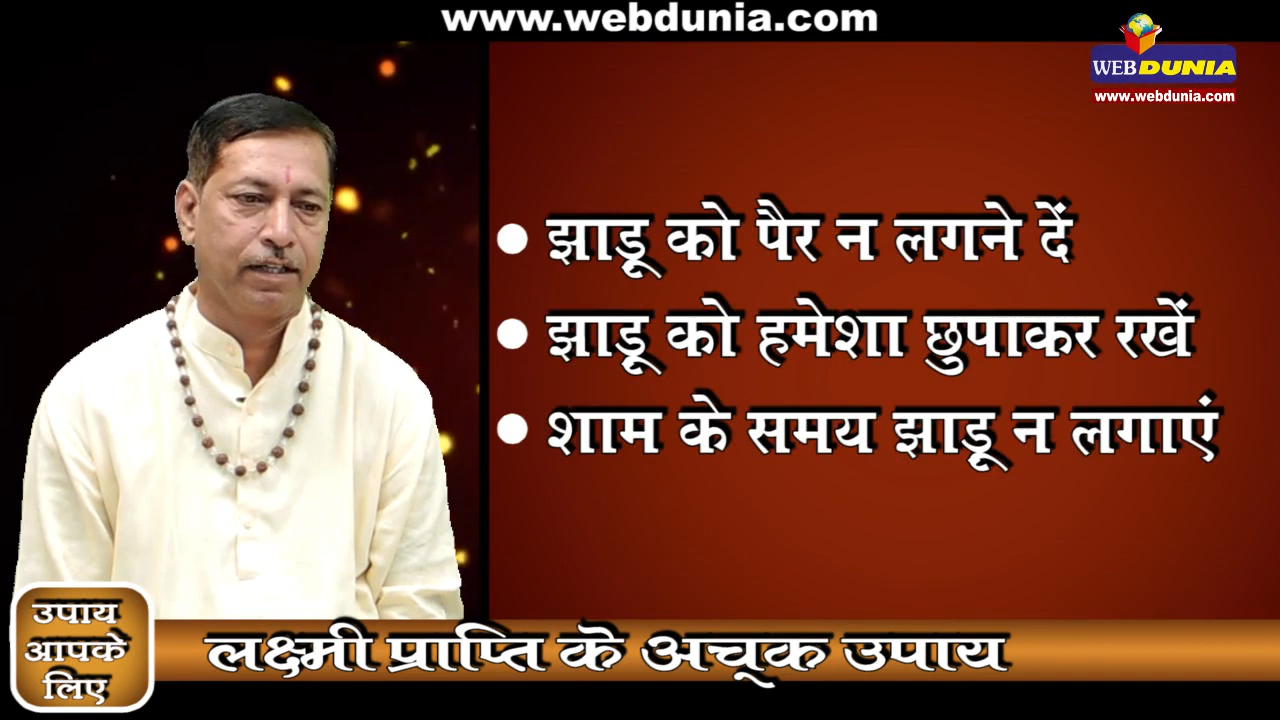 www.webdunia.com
WEBDUNIA
www.webdunia.com
• झाड़ू को पैर न लगने दें
• झाड़ू को हमेशा छुपाकर रखें
• शाम के समय झाड़ू न लगाएं
उपाय
आपके
लिए
लक्ष्मी प्राप्ति के अचूक उपाय